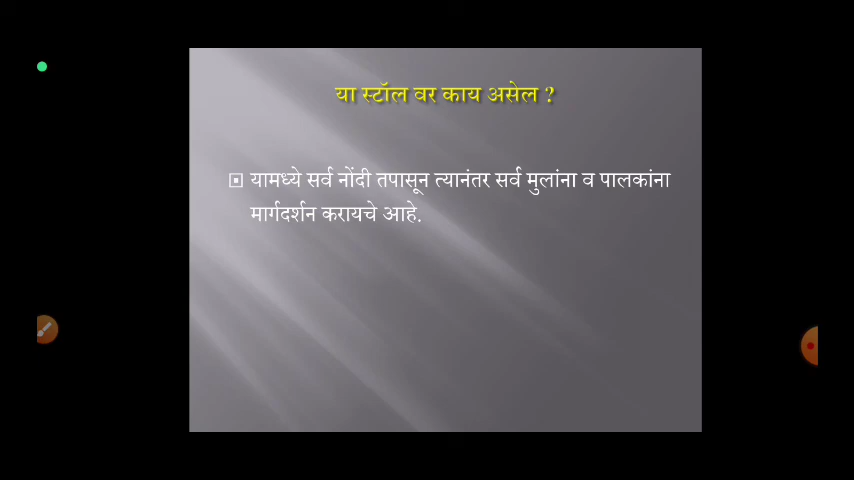 या स्टॉल वर काय असेल ?
यामध्ये सर्व नोंदी तपासून त्यानंतर सर्व मुलांना व पालकांना
मार्गदर्शन करायचे आहे.